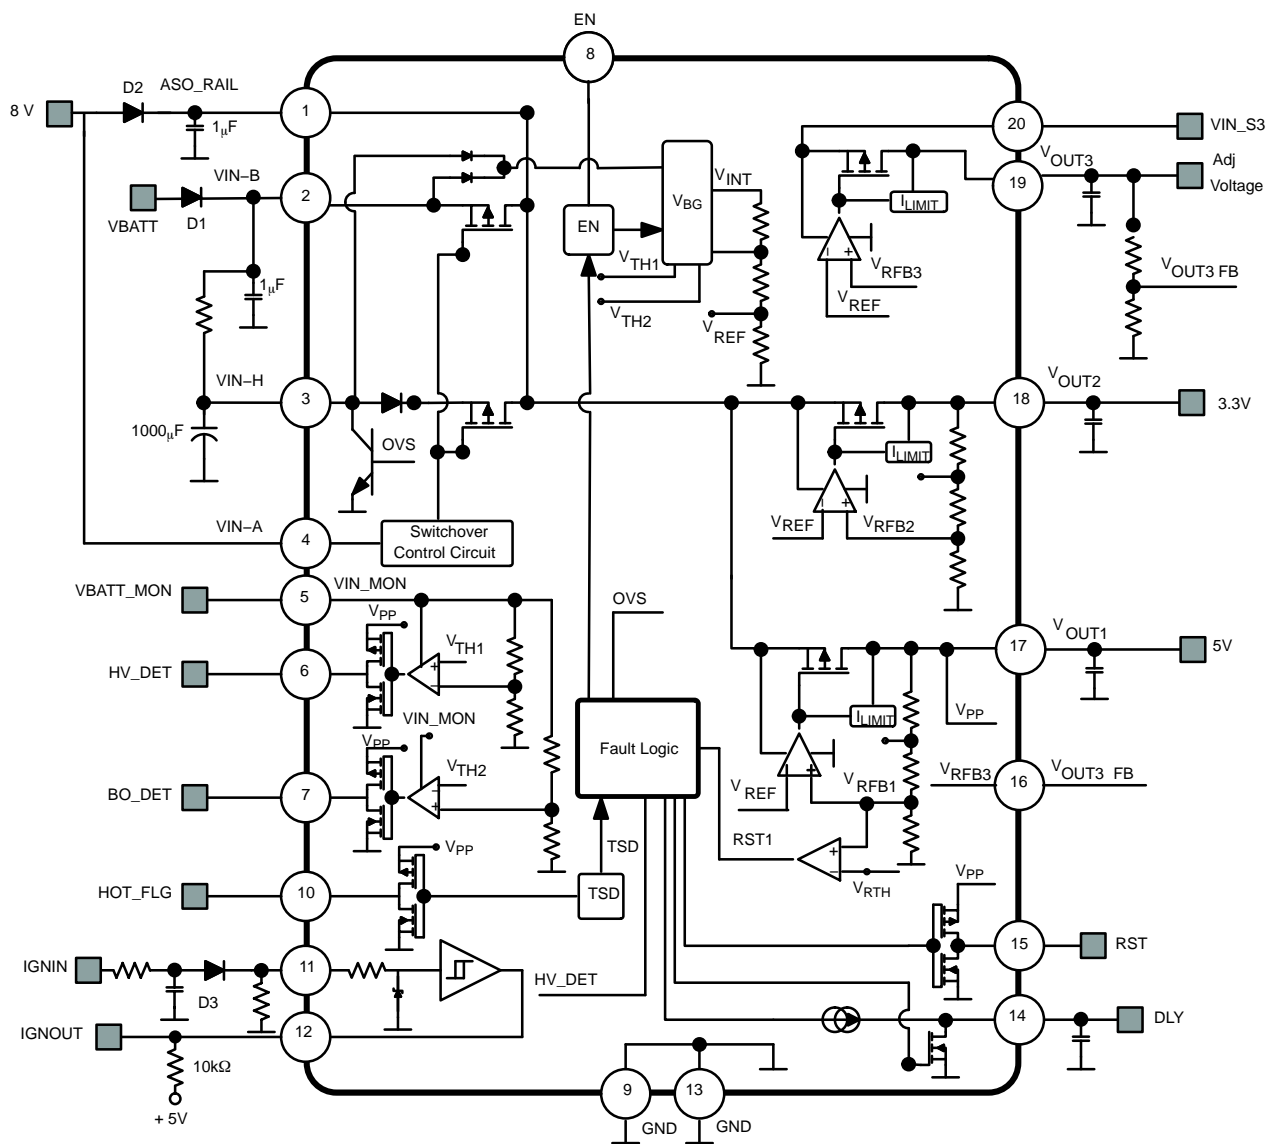 EN
8
8 V
D2
ASO_RAIL
1
1μF
20
VIN_S3
VIN−B
2
VBATT
D1
1μF
VBG
VINT
EN
VTH1
VTH2
VREF
ILIMIT
VRFB3
VREF
19
VOUT3
Adj
Voltage
VOUT3 FB
VIN−H
3
1000μF
OVS
VIN−A
4
Switchover
Control Circuit
18
VOUT2
3.3V
ILIMIT
VREF
VRFB2
VBATT_MON
5
VIN_MON
VPP
VTH1
HV_DET
6
VIN_MON
VPP
VTH2
BO_DET
7
OVS
Fault Logic
TSD
TSD
17
VOUT1
5V
ILIMIT
VPP
VREF
VRFB1
VRFB3
16
VOUT3_FB
RST1
VRTH
HOT_FLG
10
VPP
VPP
15
RST
IGNIN
D3
11
HV_DET
IGNOUT
12
10kΩ
+ 5V
14
DLY
9
13
GND
GND